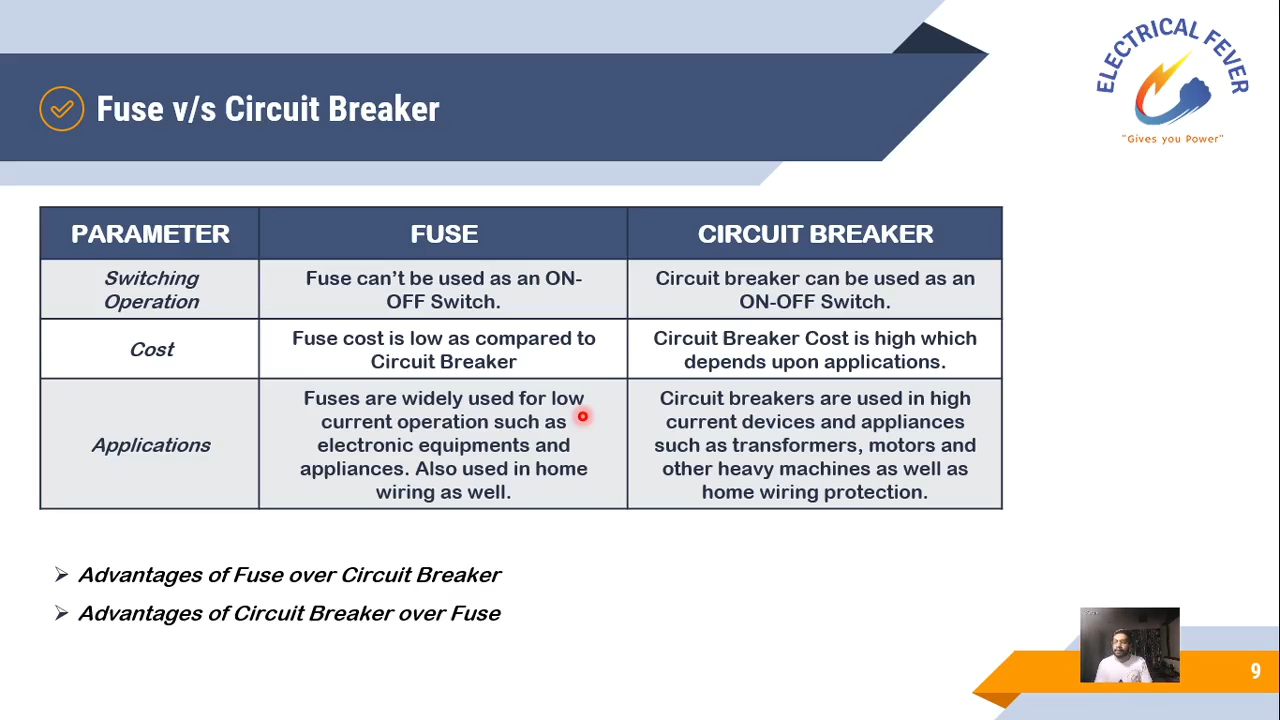 ELECTRICAL FEVER
"Gives you Power"
Fuse v/s Circuit Breaker
PARAMETER
FUSE
CIRCUIT BREAKER
Switching
Operation
Fuse can’t be used as an ON-
OFF Switch.
Circuit breaker can be used as an
ON-OFF Switch.
Cost
Fuse cost is low as compared to
Circuit Breaker
Circuit Breaker Cost is high which
depends upon applications.
Applications
Fuses are widely used for low
current operation such as
electronic equipments and
appliances. Also used in home
wiring as well.
Circuit breakers are used in high
current devices and appliances
such as transformers, motors and
other heavy machines as well as
home wiring protection.
Advantages of Fuse over Circuit Breaker
Advantages of Circuit Breaker over Fuse
9